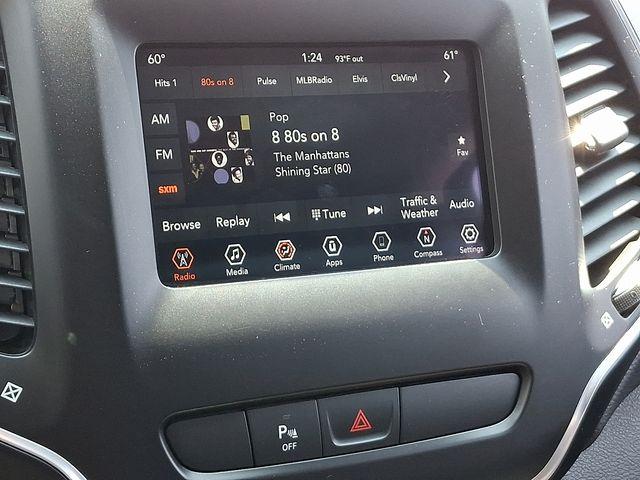 60° 1:24 93°F out 61°
Hits 1 80s on 8 Pulse MLBRadio Elvis ClsVinyl
AM
FM
sxm
Pop
8 80s on 8
The Manhattans
Shining Star (80)
Fav
Browse Replay Tune Traffic & Weather Audio
Radio Media Climate Apps Phone Compass Settings
N
P
OFF